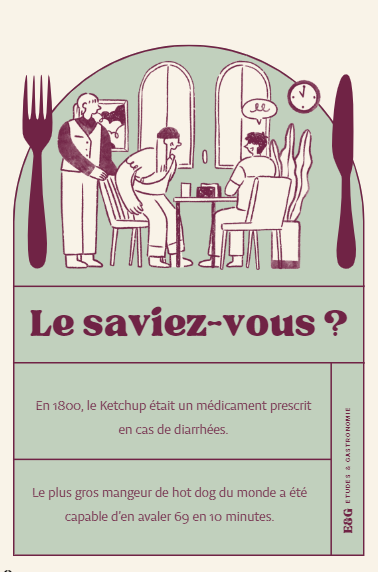 Le saviez-vous ?
En 1800, le Ketchup était un médicament prescrit
en cas de diarrhées.
Le plus gros mangeur de hot dog du monde a été
capable d'en avaler 69 en 10 minutes.
E&G ETUDES & GASTRONOMIE